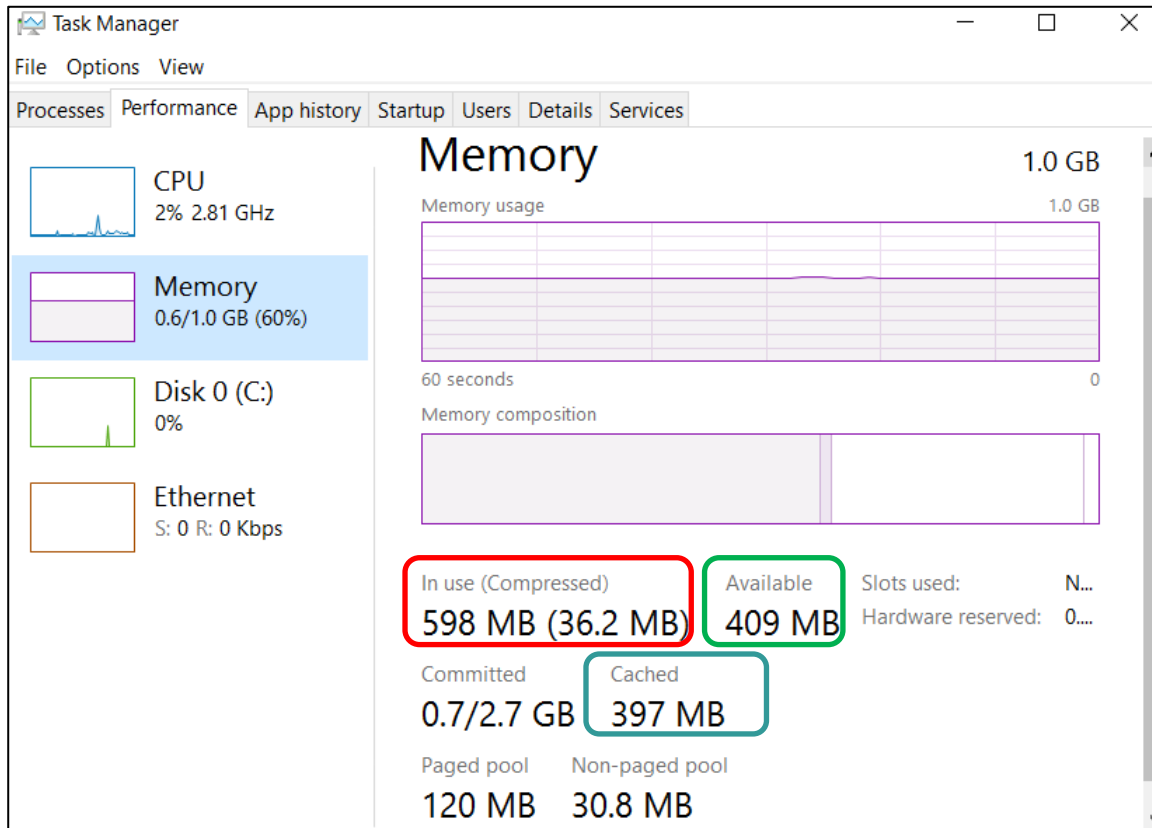 Task Manager
File Options View
Processes Performance App history Startup Users Details Services
CPU
2% 2.81 GHz
Memory
0.6/1.0 GB (60%)
Disk 0 (C:)
0%
Ethernet
S: 0 R: 0 Kbps
Memory 1.0 GB
Memory usage 1.0 GB
60 seconds 0
Memory composition
In use (Compressed) Available Slots used: N...
598 MB (36.2 MB) 409 MB Hardware reserved: 0....
Committed Cached
0.7/2.7 GB 397 MB
Paged pool Non-paged pool
120 MB 30.8 MB